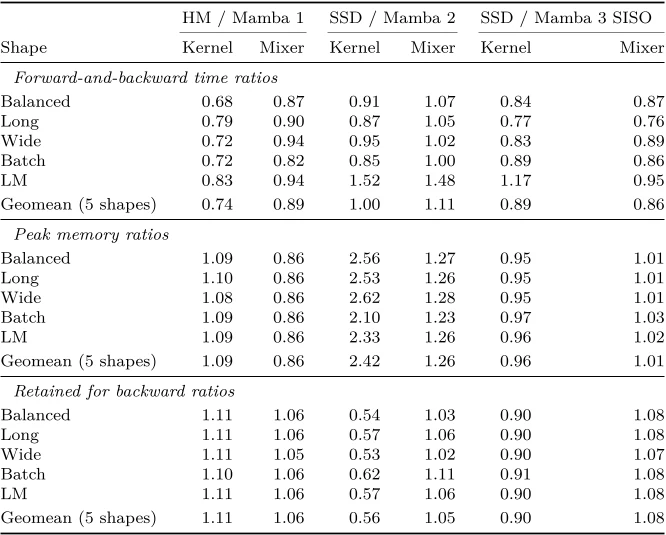 HM / Mamba 1 SSD / Mamba 2 SSD / Mamba 3 SISO
Shape Kernel Mixer Kernel Mixer Kernel Mixer
Forward-and-backward time ratios
Balanced 0.68 0.87 0.91 1.07 0.84 0.87
Long 0.79 0.90 0.87 1.05 0.77 0.76
Wide 0.72 0.94 0.95 1.02 0.83 0.89
Batch 0.72 0.82 0.85 1.00 0.89 0.86
LM 0.83 0.94 1.52 1.48 1.17 0.95
Geomean (5 shapes) 0.74 0.89 1.00 1.11 0.89 0.86
Peak memory ratios
Balanced 1.09 0.86 2.56 1.27 0.95 1.01
Long 1.10 0.86 2.53 1.26 0.95 1.01
Wide 1.08 0.86 2.62 1.28 0.95 1.01
Batch 1.09 0.86 2.10 1.23 0.97 1.03
LM 1.09 0.86 2.33 1.26 0.96 1.02
Geomean (5 shapes) 1.09 0.86 2.42 1.26 0.96 1.01
Retained for backward ratios
Balanced 1.11 1.06 0.54 1.03 0.90 1.08
Long 1.11 1.06 0.57 1.06 0.90 1.08
Wide 1.11 1.05 0.53 1.02 0.90 1.07
Batch 1.10 1.06 0.62 1.11 0.91 1.08
LM 1.11 1.06 0.57 1.06 0.90 1.08
Geomean (5 shapes) 1.11 1.06 0.56 1.05 0.90 1.08